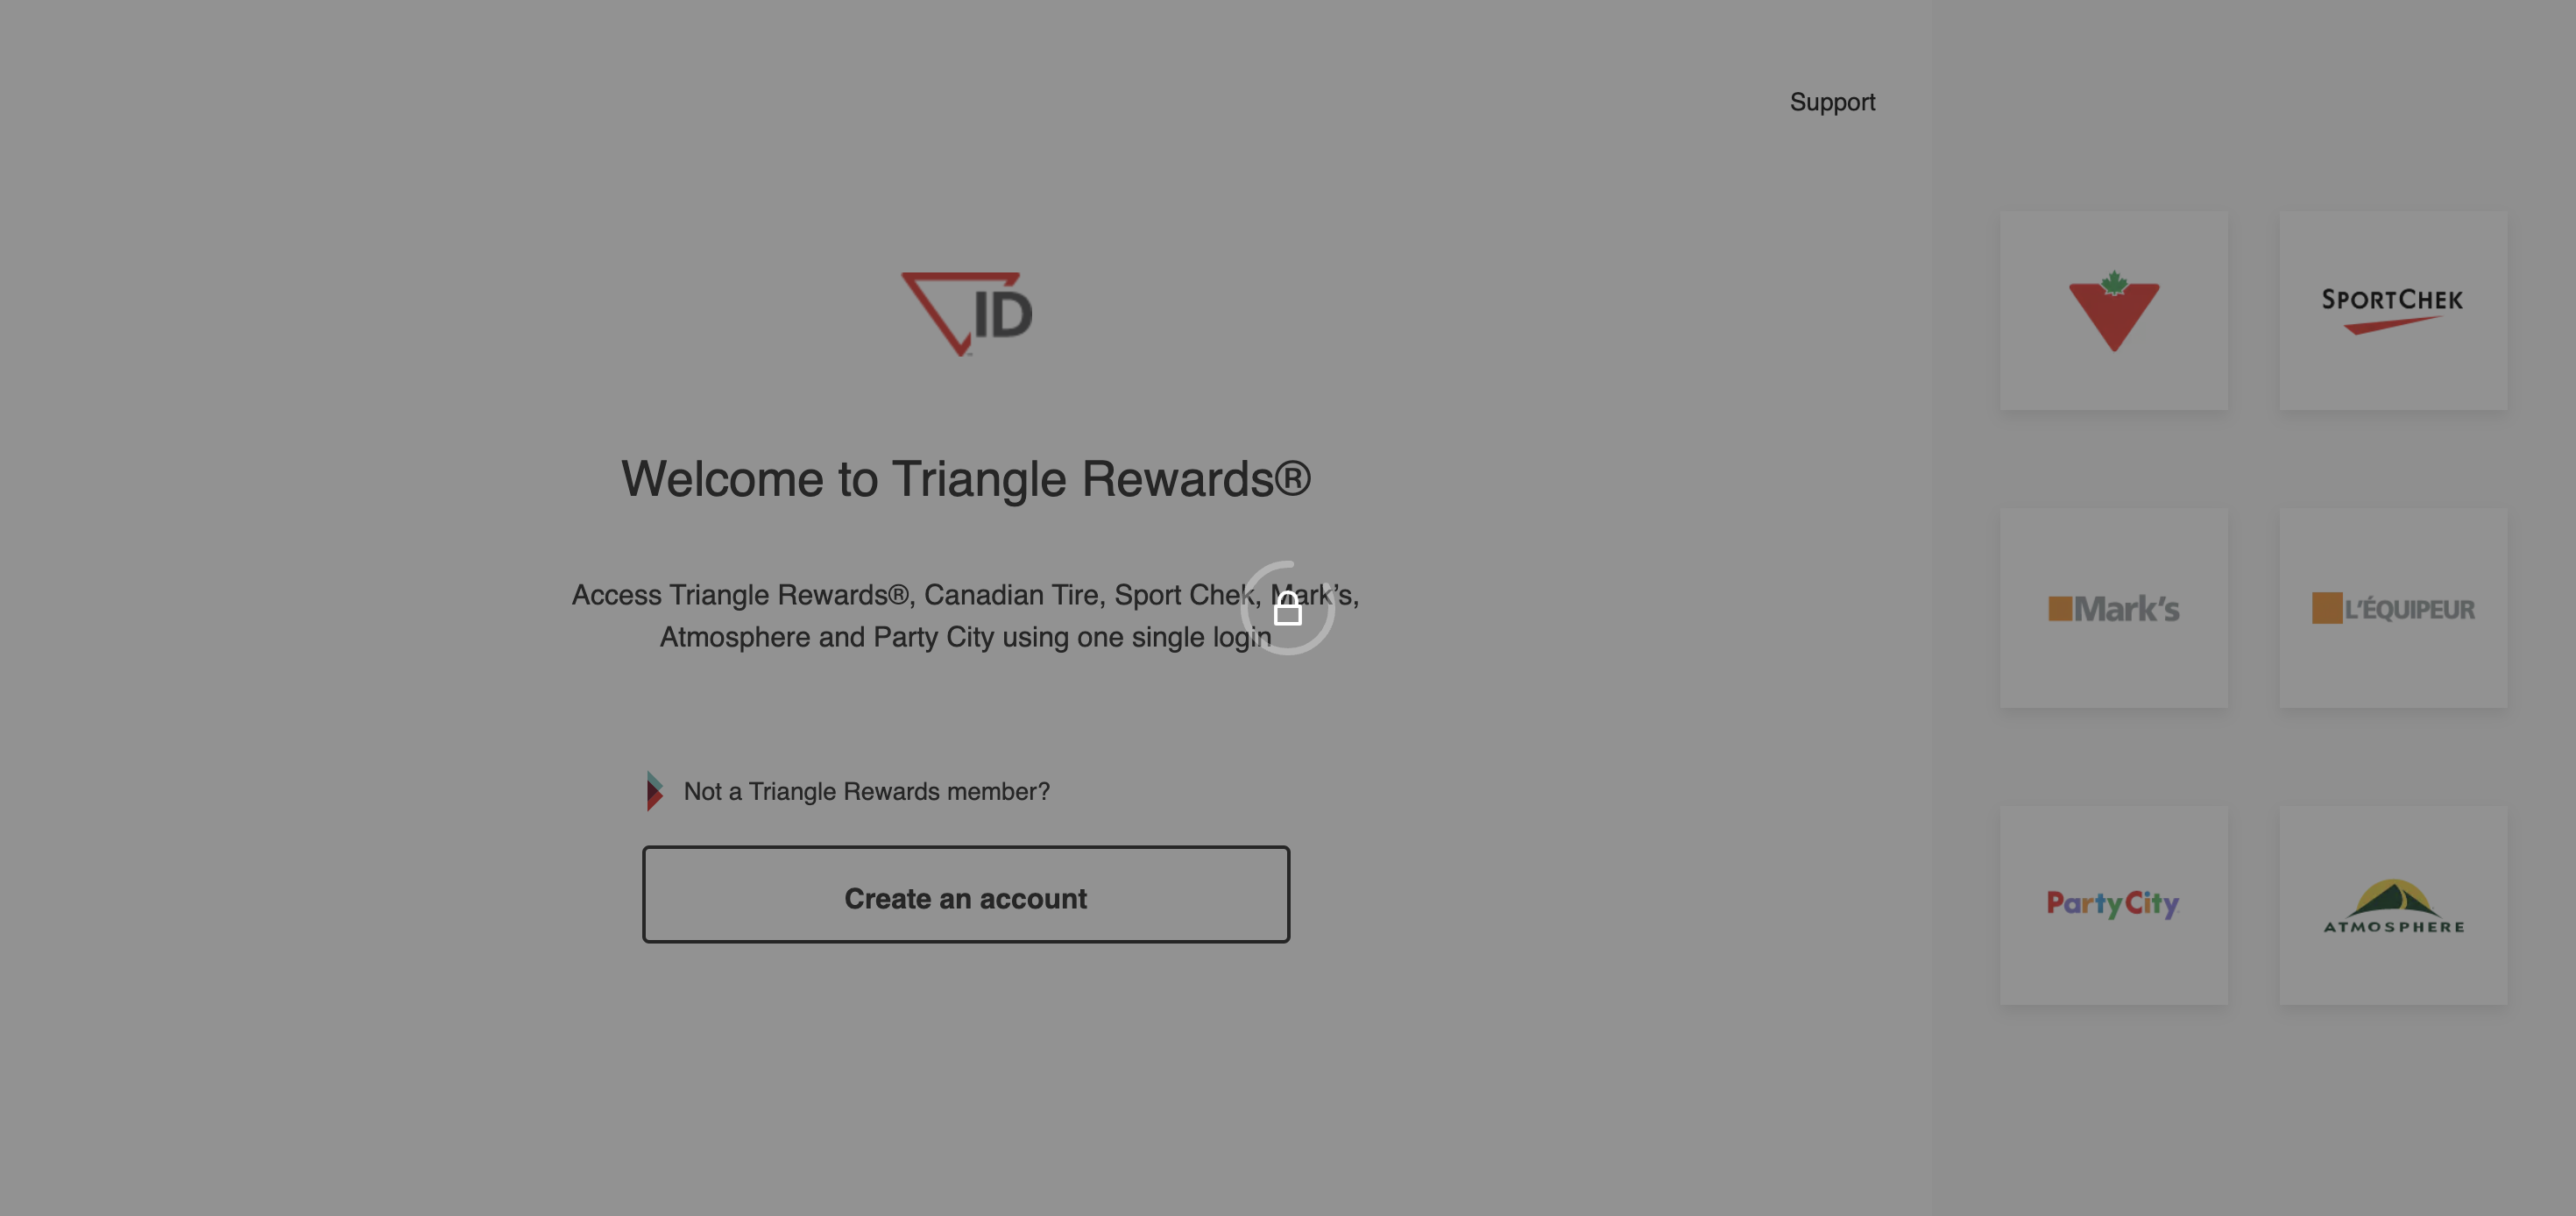 Support
ID
Welcome to Triangle Rewards®
Access Triangle Rewards®, Canadian Tire, Sport Chek, Mark's,
Atmosphere and Party City using one single login
Not a Triangle Rewards member?
Create an account
SPORTCHEK
Mark's
L'ÉQUIPEUR
PartyCity
ATMOSPHERE